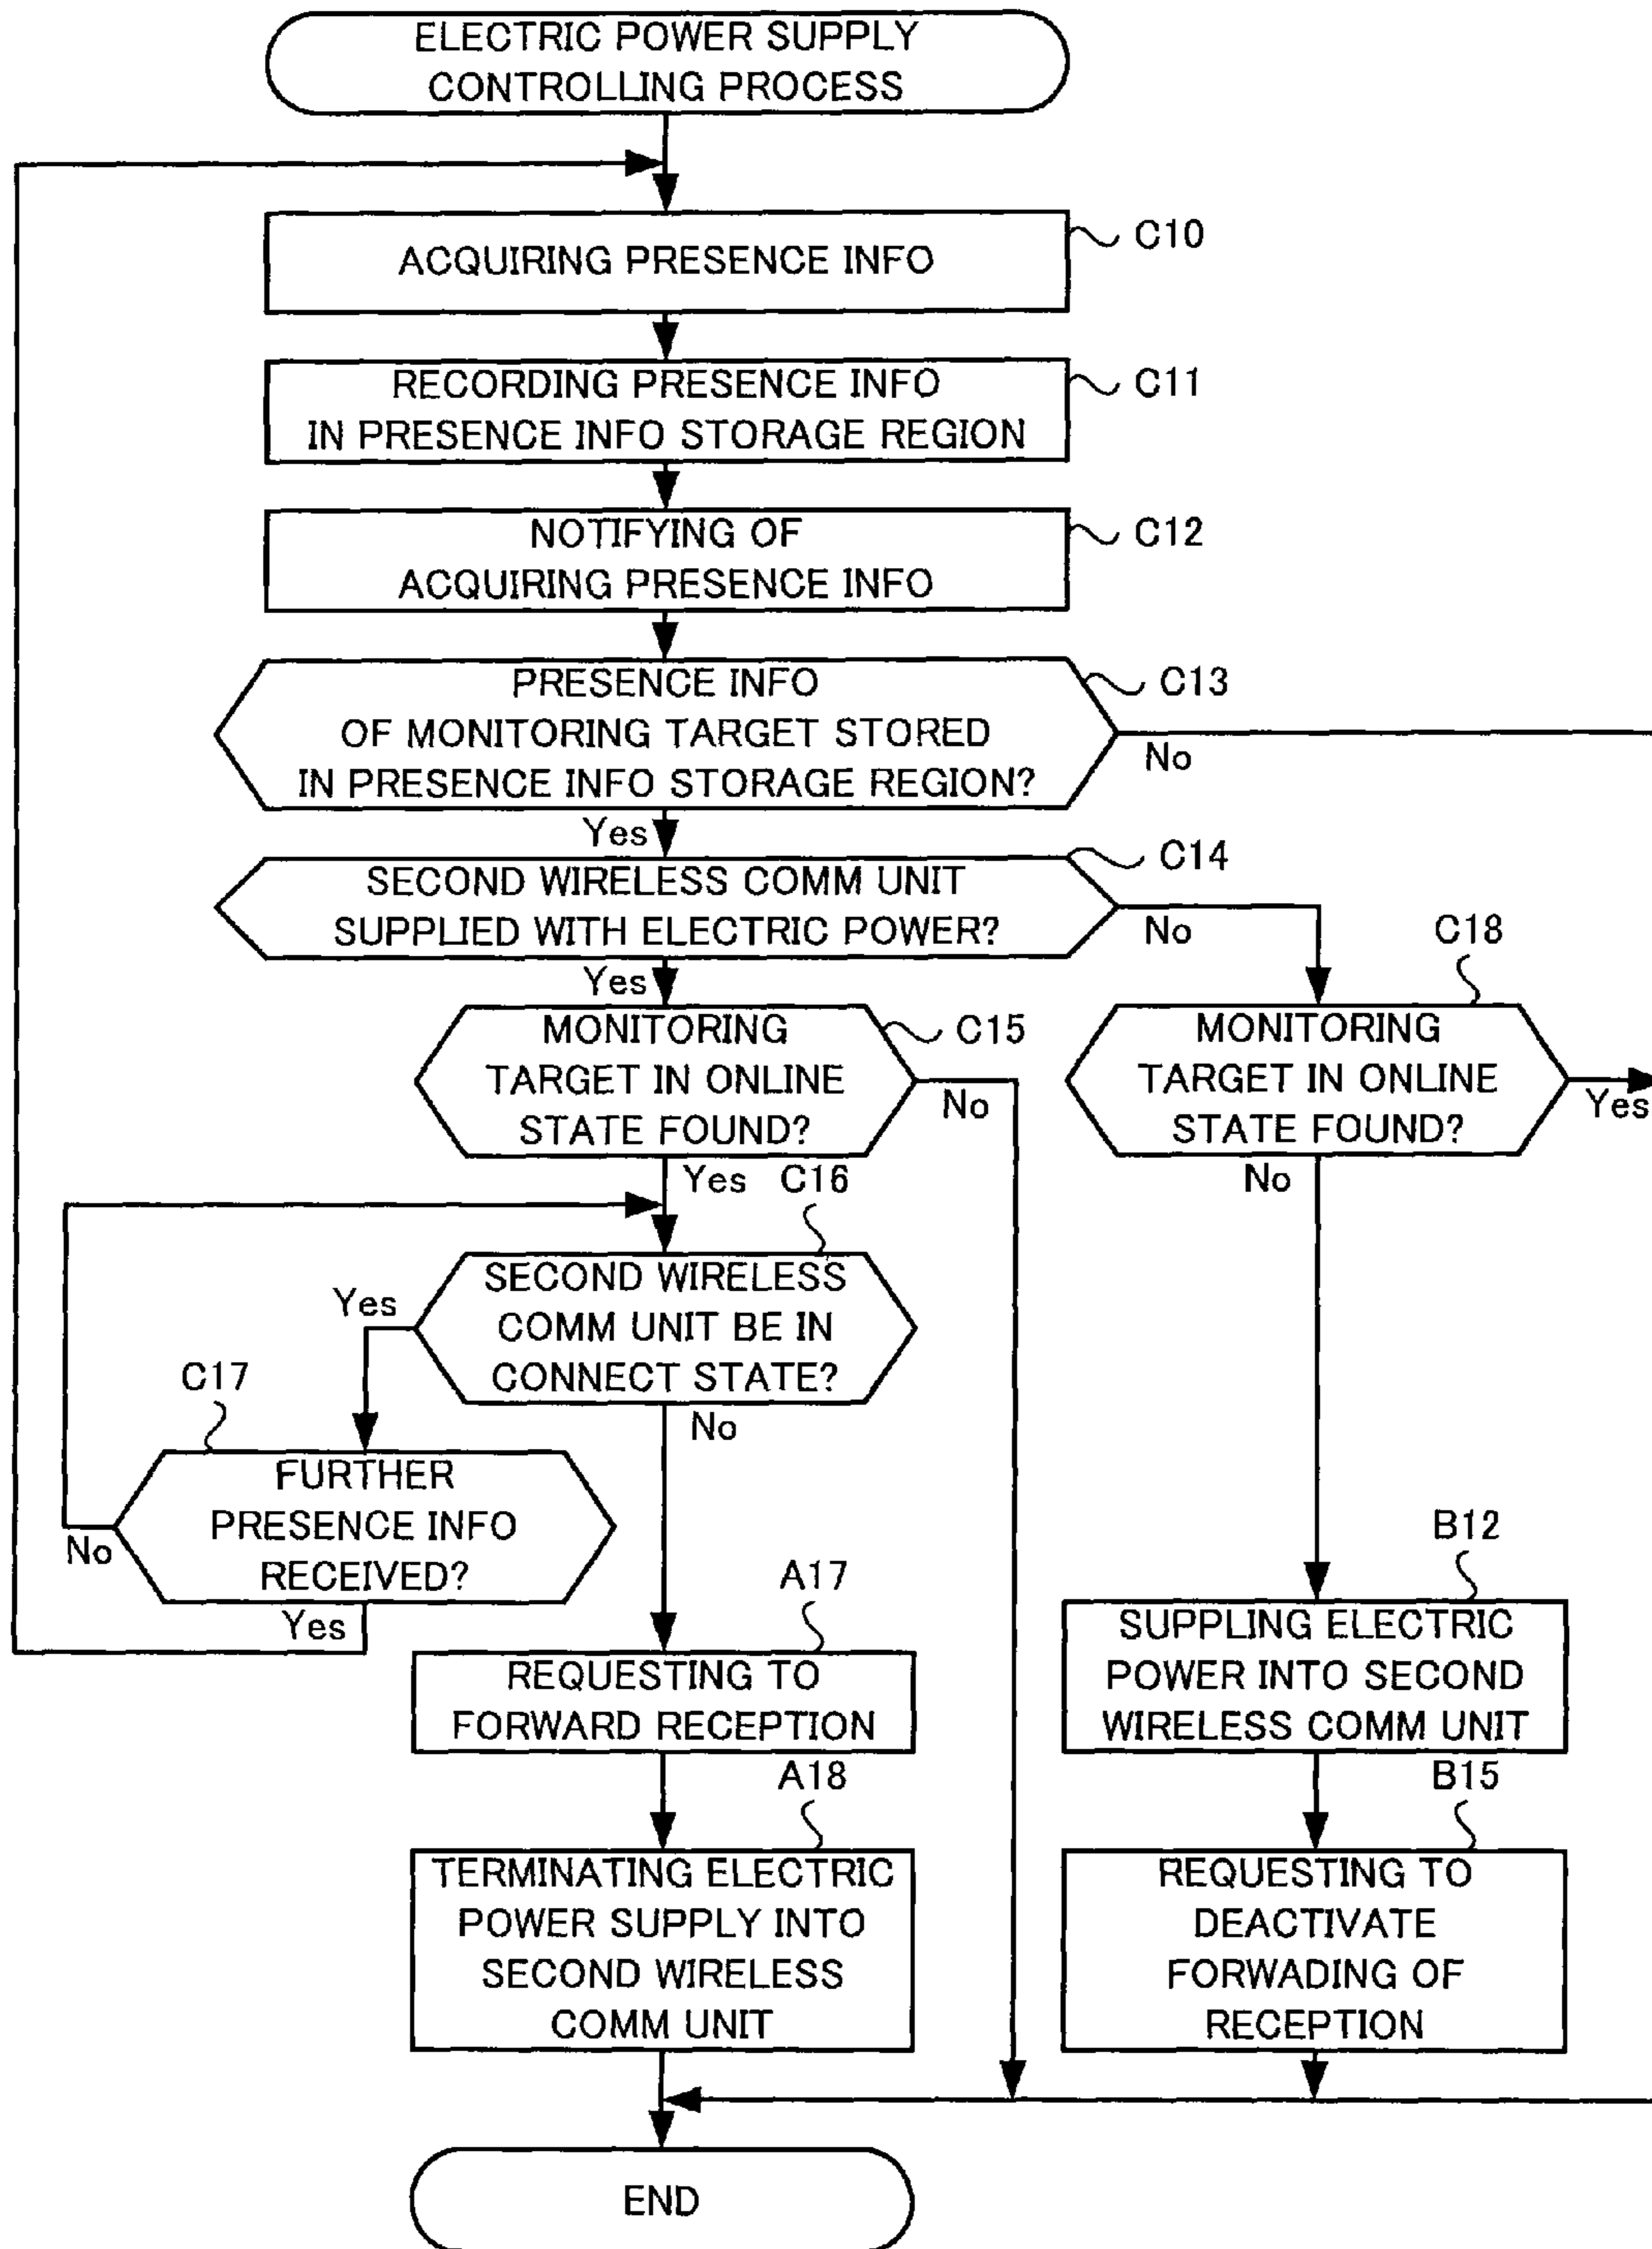 ELECTRIC POWER SUPPLY
CONTROLLING PROCESS
ACQUIRING PRESENCE INFO
C10
RECORDING PRESENCE INFO
IN PRESENCE INFO STORAGE REGION
C11
NOTIFYING OF
ACQUIRING PRESENCE INFO
C12
PRESENCE INFO
OF MONITORING TARGET STORED
IN PRESENCE INFO STORAGE REGION?
C13
No
Yes
SECOND WIRELESS COMM UNIT
SUPPLIED WITH ELECTRIC POWER?
C14
No
Yes
MONITORING
TARGET IN ONLINE
STATE FOUND?
C15
No
Yes
C18
MONITORING
TARGET IN ONLINE
STATE FOUND?
Yes
No
C16
SECOND WIRELESS
COMM UNIT BE IN
CONNECT STATE?
Yes
No
C17
FURTHER
PRESENCE INFO
RECEIVED?
No
Yes
A17
REQUESTING TO
FORWARD RECEPTION
A18
TERMINATING ELECTRIC
POWER SUPPLY INTO
SECOND WIRELESS
COMM UNIT
B12
SUPPLING ELECTRIC
POWER INTO SECOND
WIRELESS COMM UNIT
B15
REQUESTING TO
DEACTIVATE
FORWADING OF
RECEPTION
END